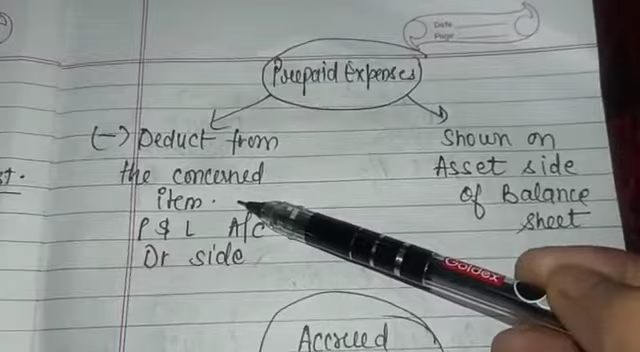 Date
Page
Prepaid Expenses
(-) Deduct from
the concerned
item.
P & L A/C
Dr side
Shown on
Asset side
of Balance
sheet
st.
Goldex
Accrued